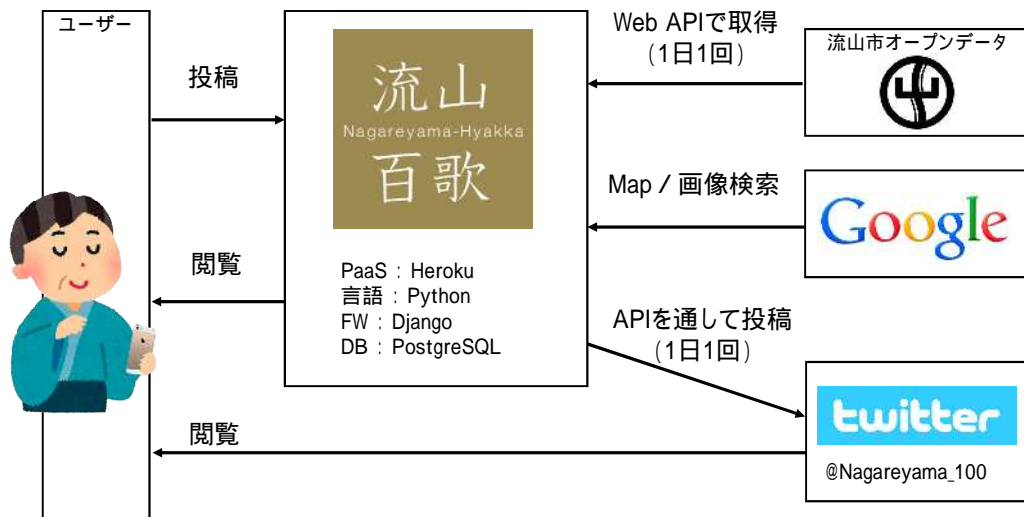 ユーザー
投稿
閲覧
閲覧
流山
Nagareyama-Hyakka
百歌
PaaS : Heroku
言語 : Python
FW : Django
DB : PostgreSQL
Web APIで取得
(1日1回)
流山市オープンデータ
Map / 画像検索
Google
APIを通して投稿
(1日1回)
twitter
@Nagareyama_100